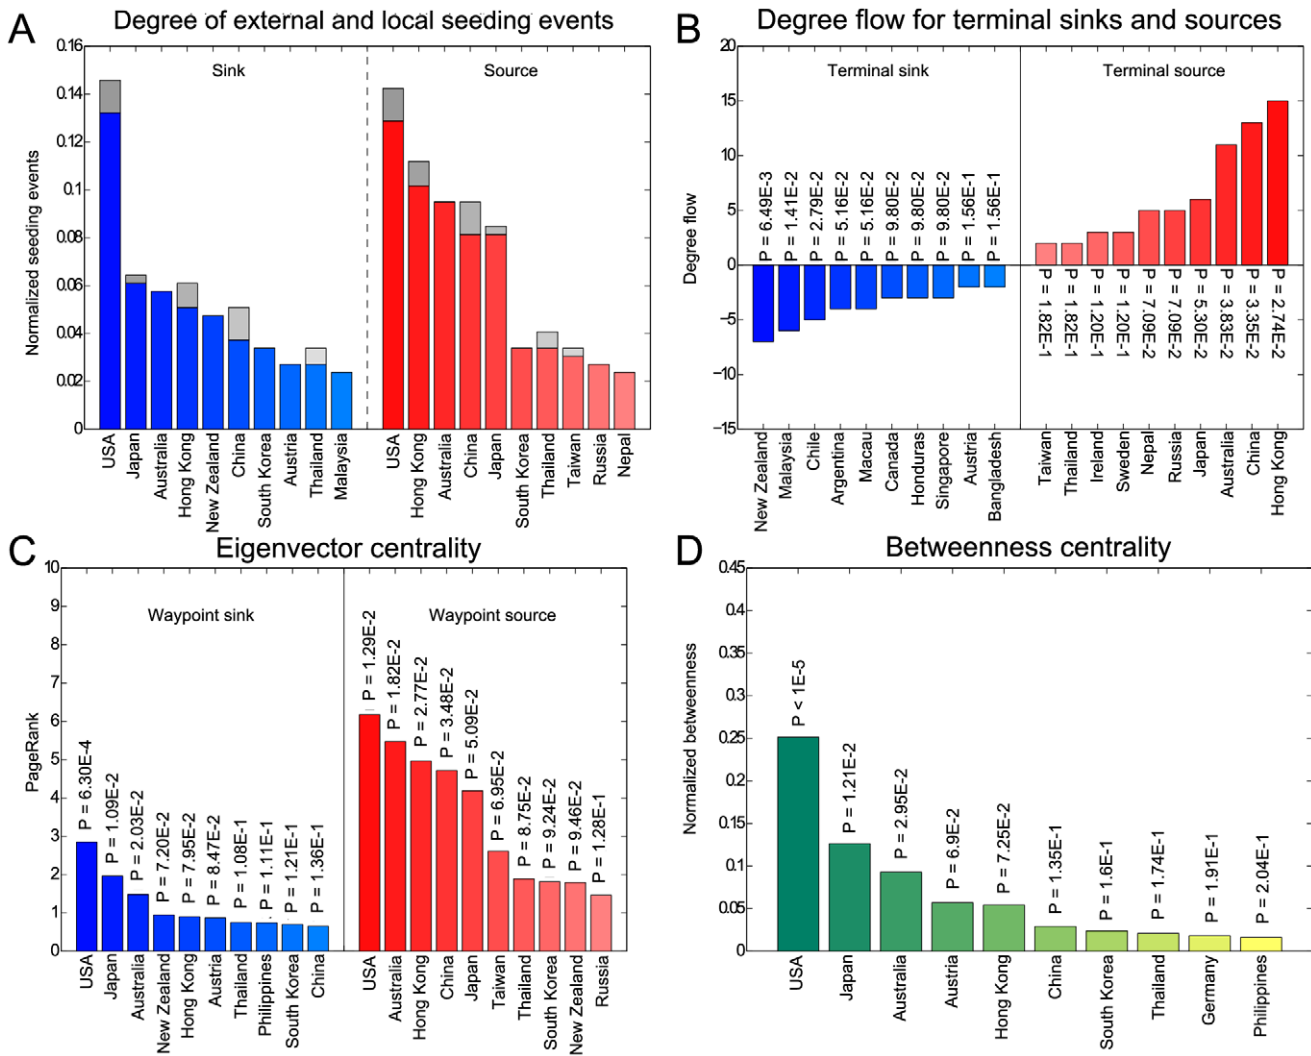 A
Degree of external and local seeding events
Sink
Source
Normalized seeding events
0.16
0.14
0.12
0.1
0.08
0.06
0.04
0.02
0
USA
Japan
Australia
Hong Kong
New Zealand
China
South Korea
Austria
Thailand
Malaysia
USA
Hong Kong
Australia
China
Japan
South Korea
Thailand
Taiwan
Russia
Nepal
B
Degree flow for terminal sinks and sources
Terminal sink
Terminal source
Degree flow
20
15
10
5
0
−5
−10
−15
P = 6.49E-3
P = 1.41E-2
P = 2.79E-2
P = 5.16E-2
P = 5.16E-2
P = 9.80E-2
P = 9.80E-2
P = 9.80E-2
P = 1.56E-1
P = 1.56E-1
P = 1.82E-1
P = 1.82E-1
P = 1.20E-1
P = 1.20E-1
P = 7.09E-2
P = 7.09E-2
P = 5.30E-2
P = 3.83E-2
P = 3.35E-2
P = 2.74E-2
New Zealand
Malaysia
Chile
Argentina
Macau
Canada
Honduras
Singapore
Austria
Bangladesh
Taiwan
Thailand
Ireland
Sweden
Nepal
Russia
Japan
Australia
China
Hong Kong
C
Eigenvector centrality
Waypoint sink
Waypoint source
PageRank
10
9
8
7
6
5
4
3
2
1
0
P = 6.30E-4
P = 1.09E-2
P = 2.03E-2
P = 7.20E-2
P = 7.95E-2
P = 8.47E-2
P = 1.08E-1
P = 1.11E-1
P = 1.21E-1
P = 1.36E-1
P = 1.29E-2
P = 1.82E-2
P = 2.77E-2
P = 3.48E-2
P = 5.09E-2
P = 6.95E-2
P = 8.75E-2
P = 9.24E-2
P = 9.46E-2
P = 1.28E-1
USA
Japan
Australia
New Zealand
Hong Kong
Austria
Thailand
Philippines
South Korea
China
USA
Australia
Hong Kong
China
Japan
Taiwan
Thailand
South Korea
New Zealand
Russia
D
Betweenness centrality
Normalized betweenness
0.45
0.4
0.35
0.3
0.25
0.2
0.15
0.1
0.05
0
P < 1E-5
P = 1.21E-2
P = 2.95E-2
P = 6.9E-2
P = 7.25E-2
P = 1.35E-1
P = 1.6E-1
P = 1.74E-1
P = 1.91E-1
P = 2.04E-1
USA
Japan
Australia
Austria
Hong Kong
China
South Korea
Thailand
Germany
Philippines